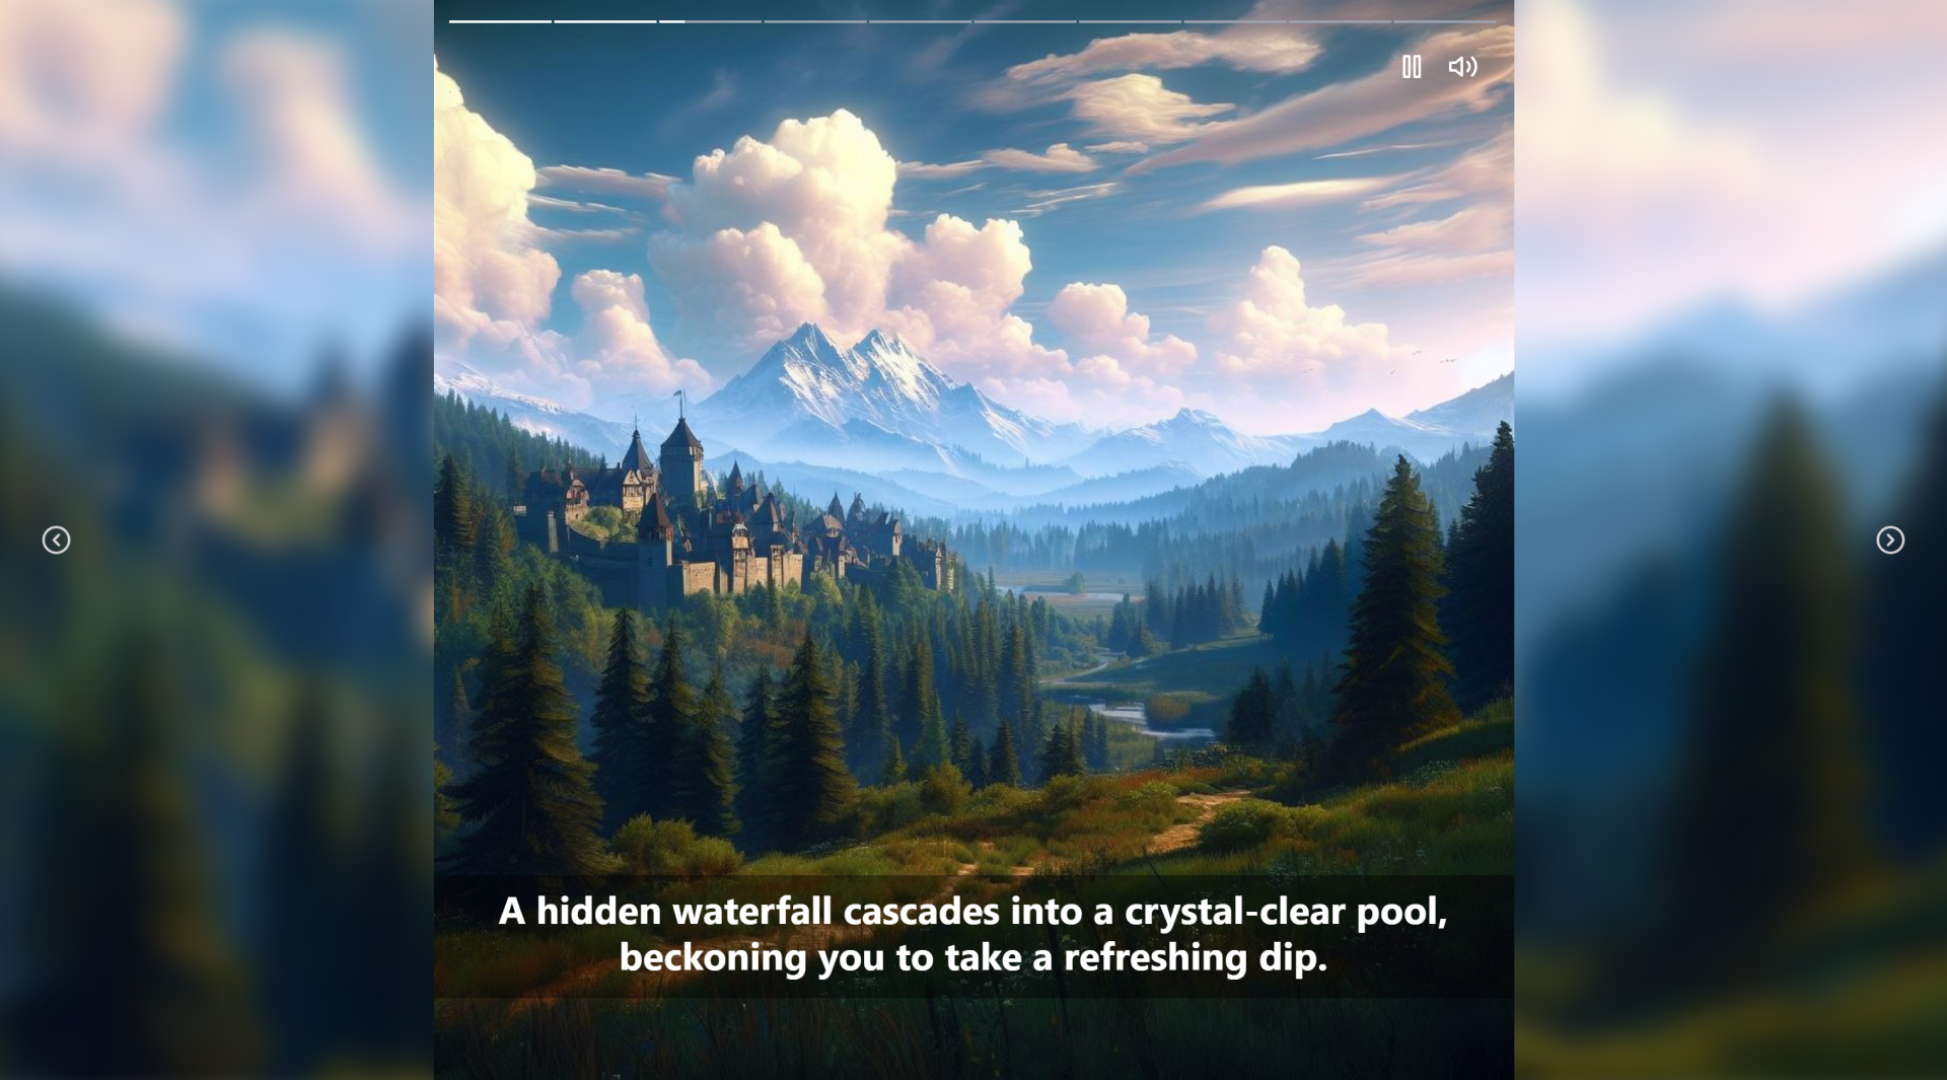 A hidden waterfall cascades into a crystal-clear pool,
beckoning you to take a refreshing dip.